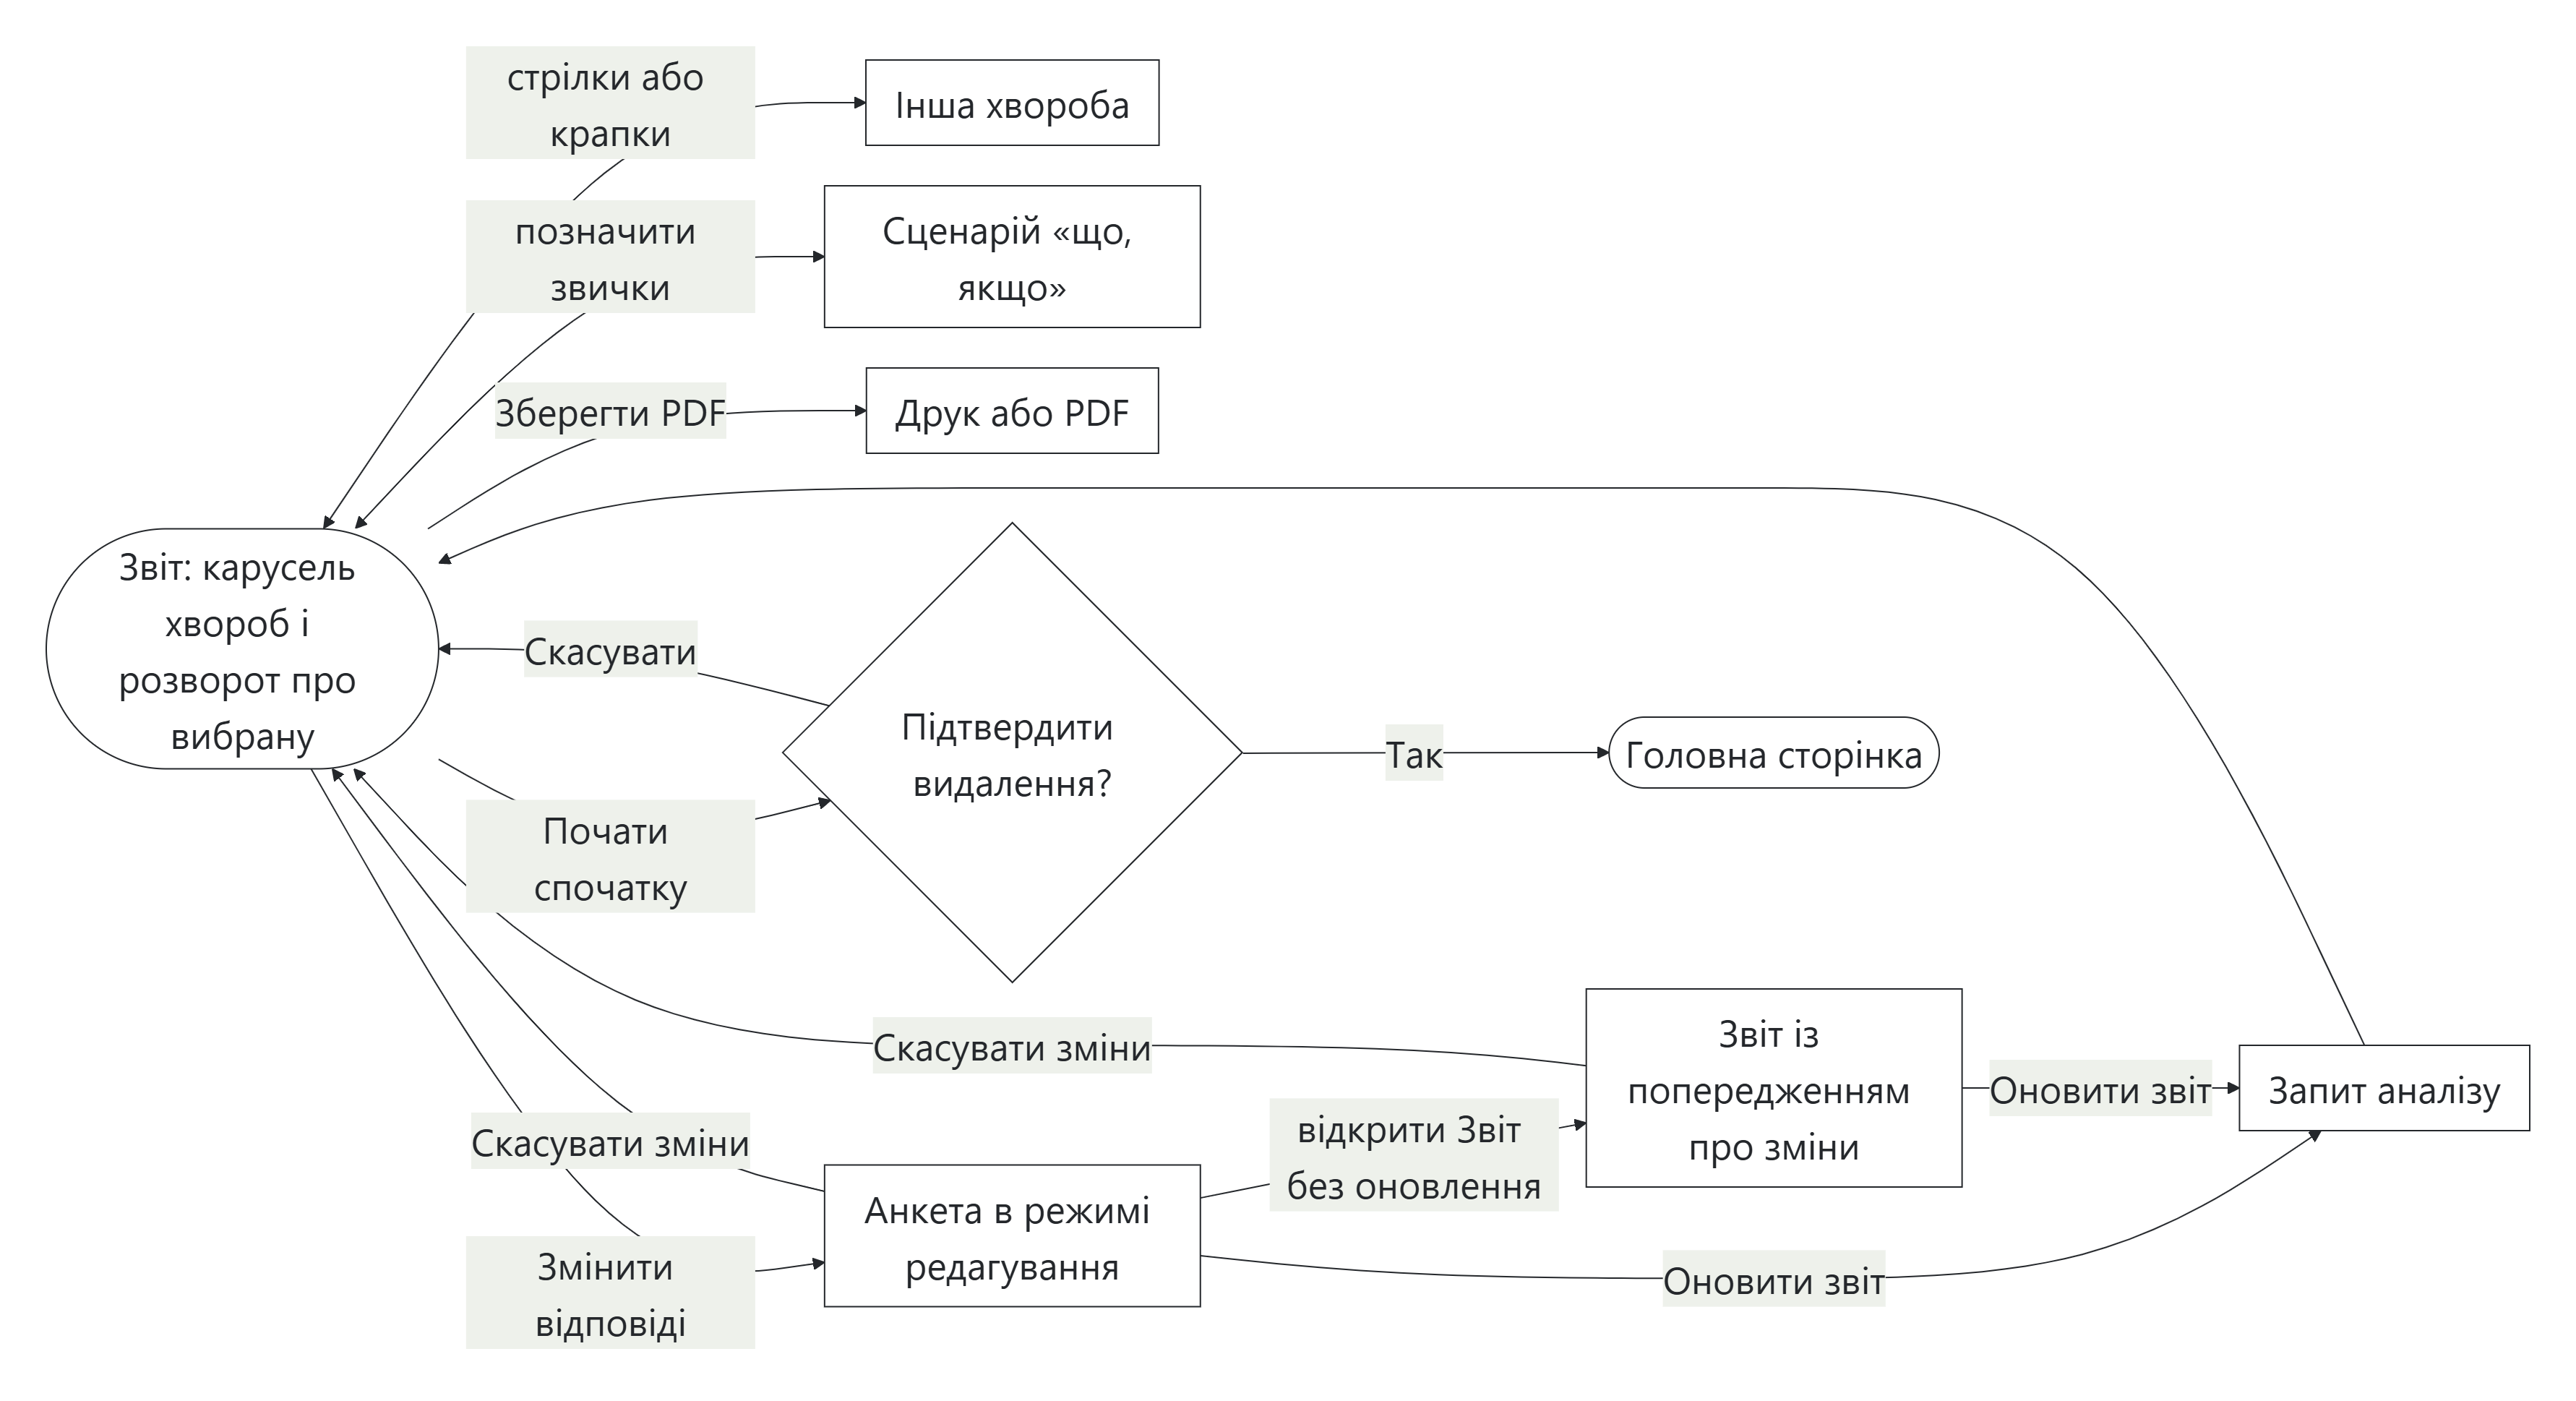 стрілки або
крапки
Інша хвороба
позначити
звички
Сценарій «що,
якщо»
Зберегти PDF
Друк або PDF
Звіт: карусель
хвороб і
розворот про
вибрану
Скасувати
Підтвердити
видалення?
Так
Головна сторінка
Почати
спочатку
Скасувати зміни
Звіт із
попередженням
про зміни
Оновити звіт
Запит аналізу
Скасувати зміни
відкрити Звіт
без оновлення
Анкета в режимі
редагування
Змінити
відповіді
Оновити звіт